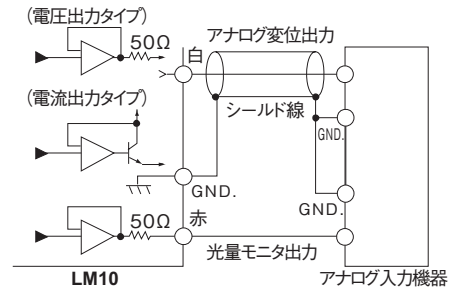 (電圧出力タイプ)
50Ω
白
アナログ変位出力
(電流出力タイプ)
シールド線
GND.
GND.
GND.
50Ω
赤
光量モニタ出力
LM10
アナログ入力機器